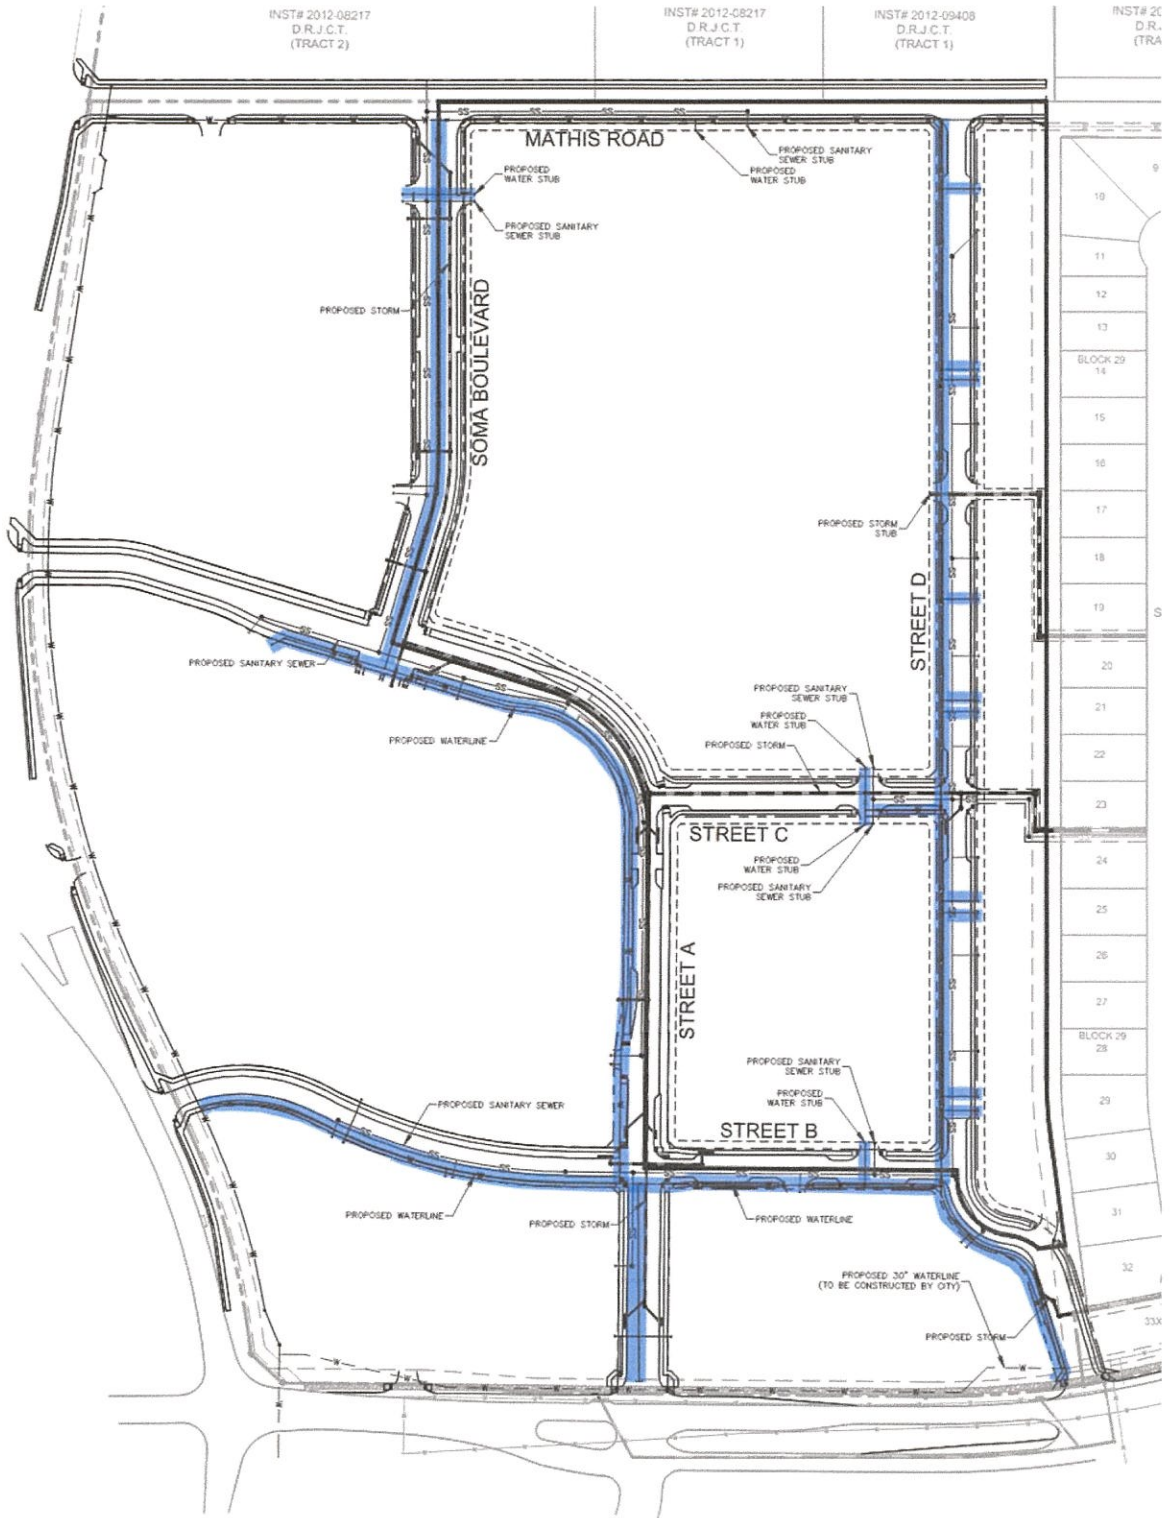 INST# 2012-08217
D.R.J.C.T.
(TRACT 2)
INST# 2012-08217
D.R.J.C.T.
(TRACT 1)
INST# 2012-09408
D.R.J.C.T.
(TRACT 1)
INST# 20
D.R.J
(TRA
MATHIS ROAD
PROPOSED SANITARY
SEWER STUB
PROPOSED
WATER STUB
PROPOSED
WATER STUB
PROPOSED SANITARY
SEWER STUB
PROPOSED STORM
SOMA BOULEVARD
9
10
11
12
13
BLOCK 29
14
15
16
17
18
19
20
21
22
23
24
25
26
27
BLOCK 29
28
29
30
31
32
33X
S
PROPOSED STORM
STUB
STREET D
PROPOSED SANITARY SEWER
PROPOSED WATERLINE
PROPOSED SANITARY
SEWER STUB
PROPOSED
WATER STUB
PROPOSED STORM
STREET C
PROPOSED
WATER STUB
PROPOSED SANITARY
SEWER STUB
STREET A
PROPOSED SANITARY
SEWER STUB
PROPOSED
WATER STUB
STREET B
PROPOSED SANITARY SEWER
PROPOSED WATERLINE
PROPOSED STORM
PROPOSED WATERLINE
PROPOSED 30" WATERLINE
(TO BE CONSTRUCTED BY CITY)
PROPOSED STORM